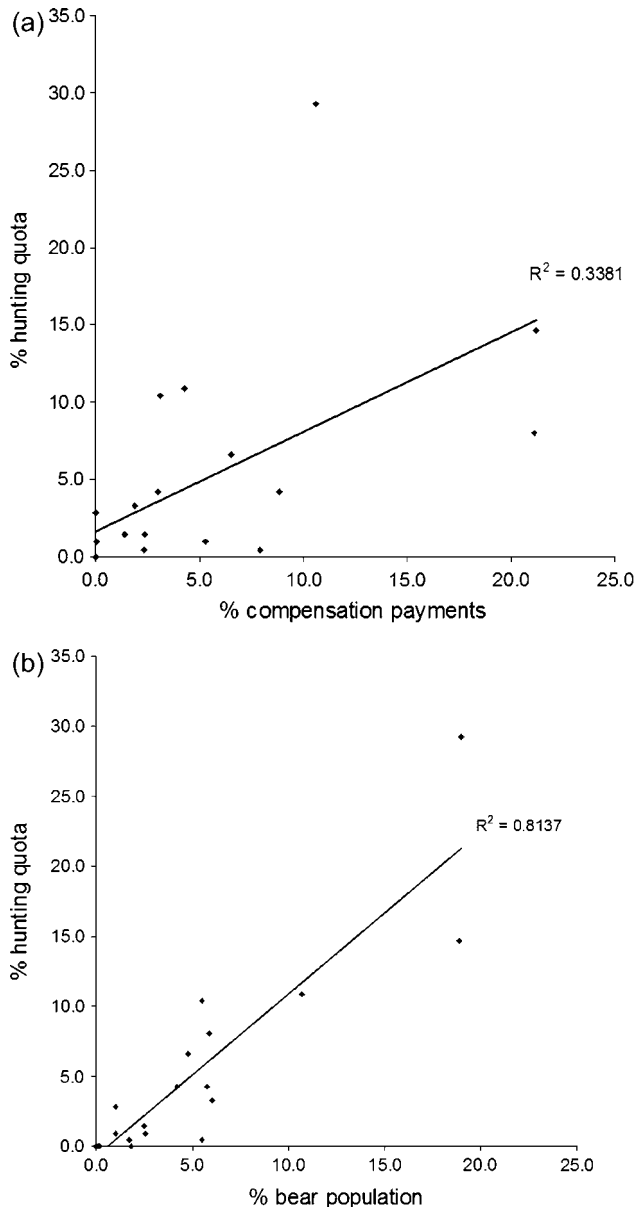 (a)
35.0
30.0
25.0
20.0
15.0
10.0
5.0
0.0
% hunting quota
R² = 0.3381
0.0 5.0 10.0 15.0 20.0 25.0
% compensation payments
(b)
35.0
30.0
25.0
20.0
15.0
10.0
5.0
0.0
% hunting quota
R² = 0.8137
0.0 5.0 10.0 15.0 20.0 25.0
% bear population